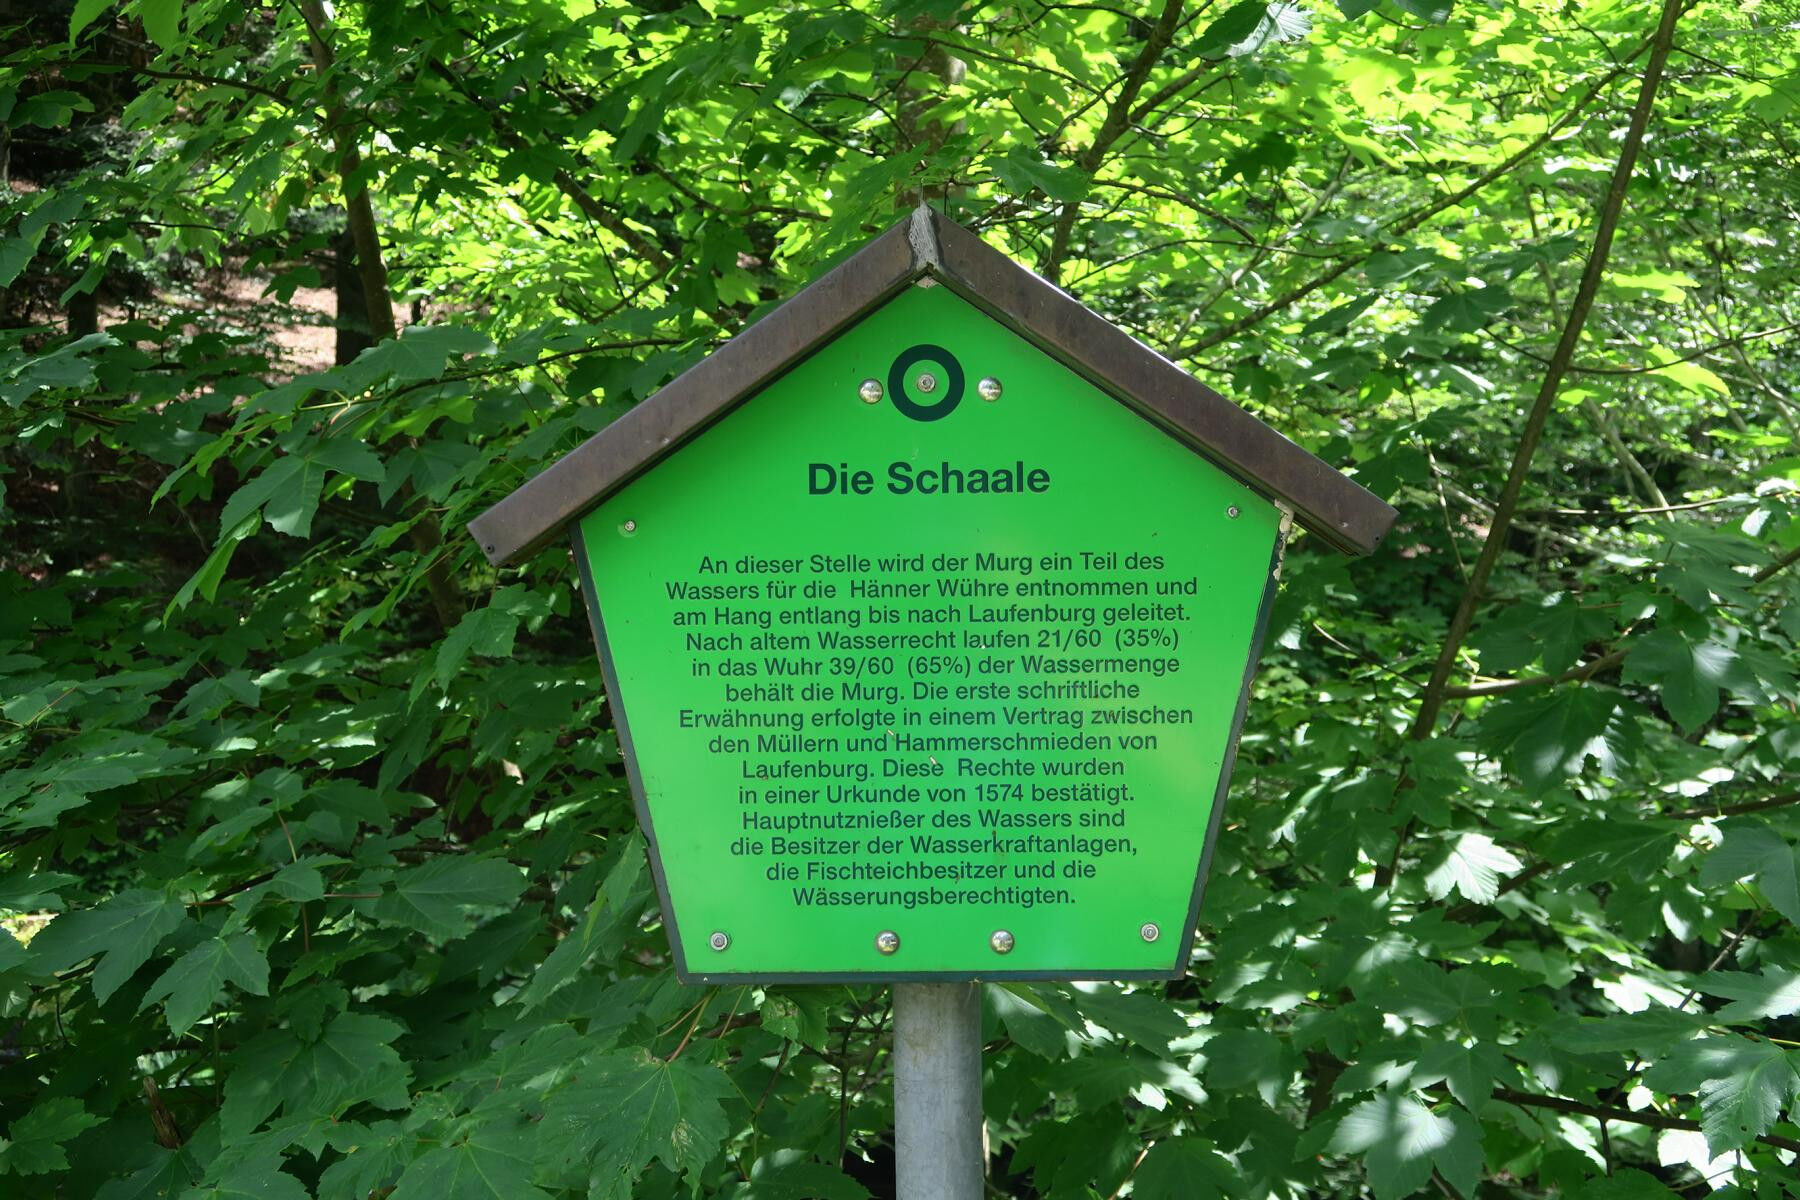 Die Schaale
An dieser Stelle wird der Murg ein Teil des
Wassers für die Hänner Wühre entnommen und
am Hang entlang bis nach Laufenburg geleitet.
Nach altem Wasserrecht laufen 21/60 (35%)
in das Wuhr 39/60 (65%) der Wassermenge
behält die Murg. Die erste schriftliche
Erwähnung erfolgte in einem Vertrag zwischen
den Müllern und Hammerschmieden von
Laufenburg. Diese Rechte wurden
in einer Urkunde von 1574 bestätigt.
Hauptnutznießer des Wassers sind
die Besitzer der Wasserkraftanlagen,
die Fischteichbesitzer und die
Wässerungsberechtigten.